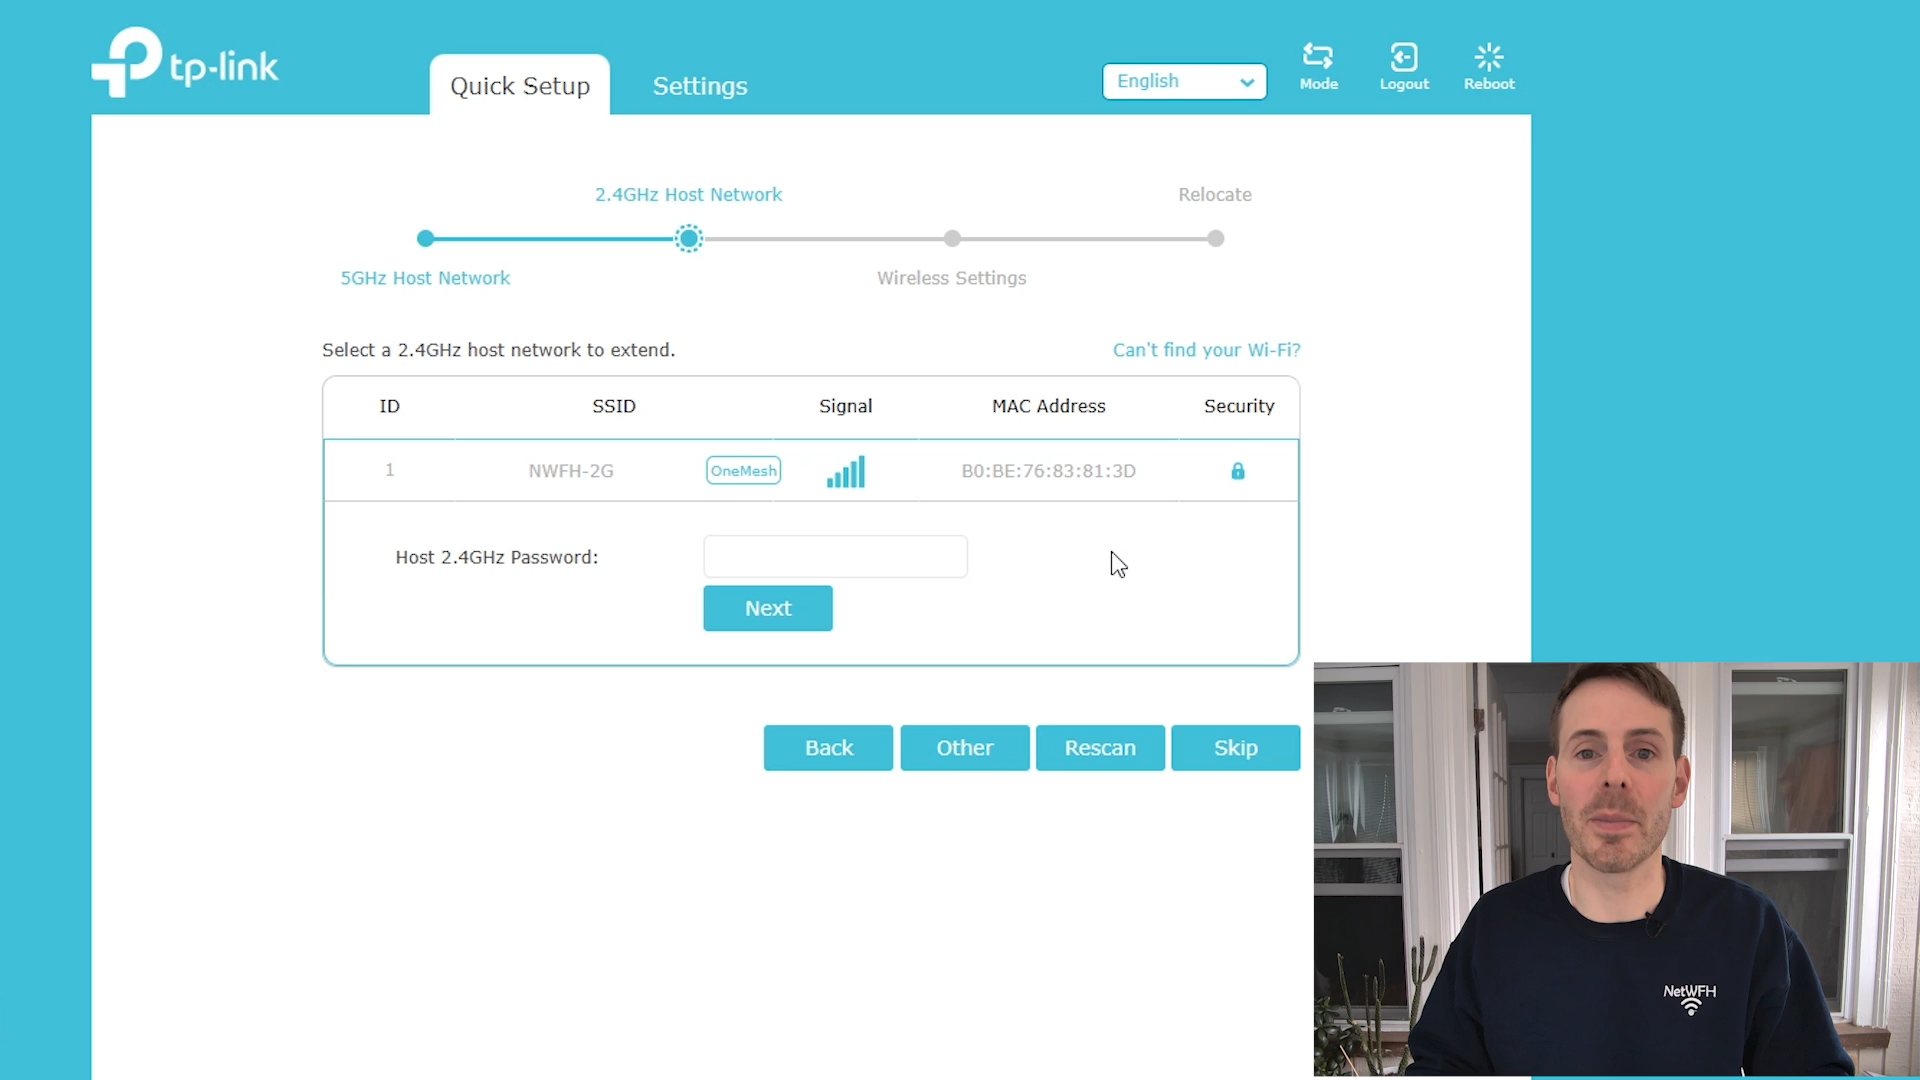 tp-link
Quick Setup
Settings
English
Mode
Logout
Reboot
2.4GHz Host Network
Relocate
5GHz Host Network
Wireless Settings
Select a 2.4GHz host network to extend.
Can't find your Wi-Fi?
ID SSID Signal MAC Address Security
1 NWFH-2G OneMesh B0:BE:76:83:81:3D
Host 2.4GHz Password:
Next
Back
Other
Rescan
Skip
NetWFH